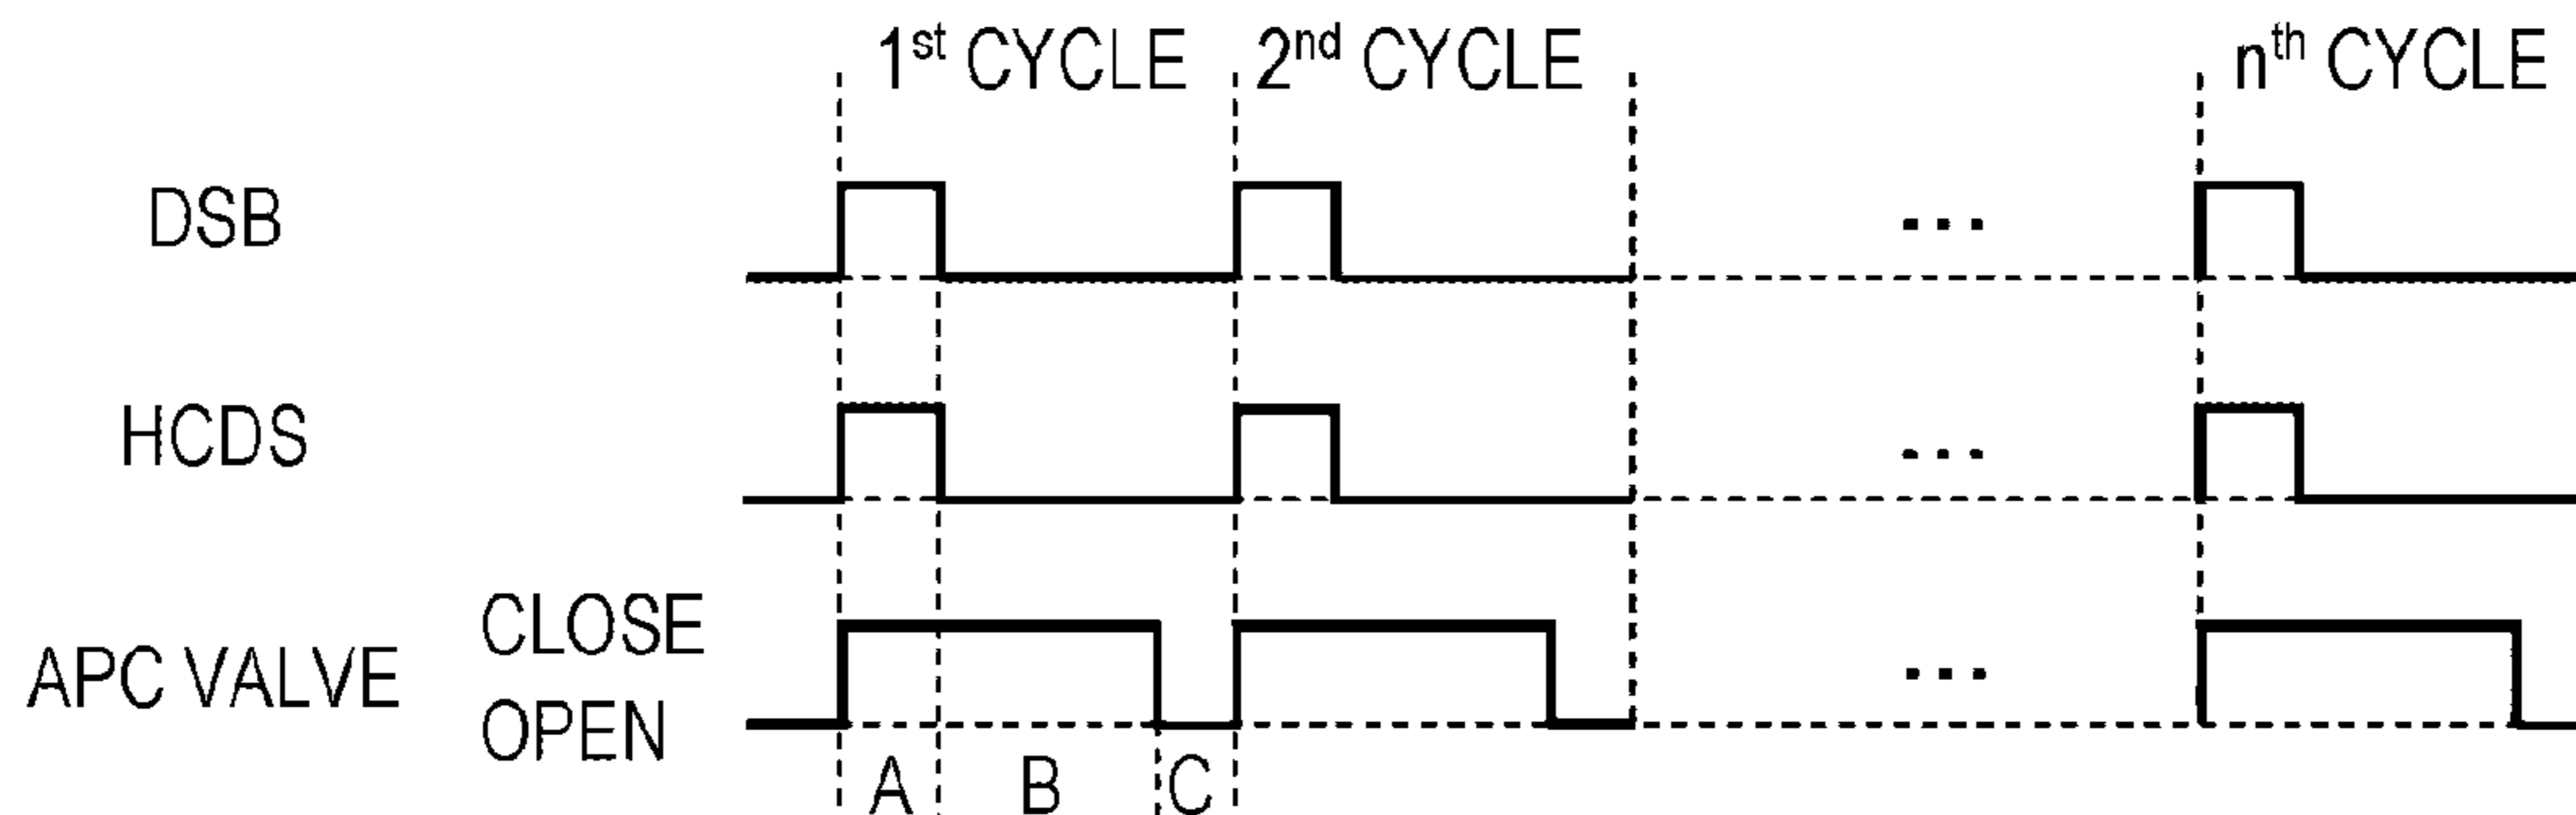 1st CYCLE 2nd CYCLE nth CYCLE
DSB
...
HCDS
...
APC VALVE
CLOSE
OPEN
...
A B C